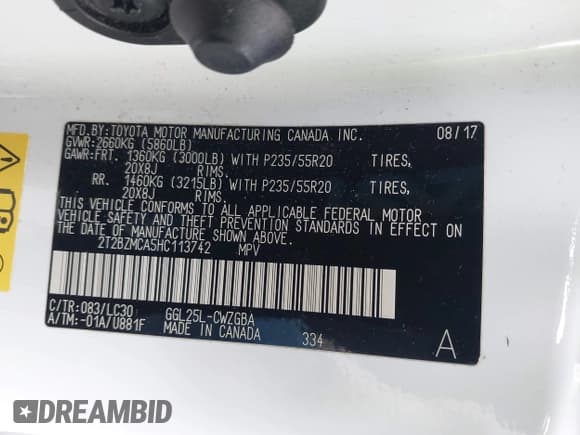 MFD.BY:TOYOTA MOTOR MANUFACTURING CANADA INC. 08/17
GVWR:2660KG (5860LB)
GAWR:FRT. 1360KG (3000LB) WITH P235/55R20 TIRES,
20X8J RIMS.
RR. 1460KG (3215LB) WITH P235/55R20 TIRES,
20X8J RIMS.
THIS VEHICLE CONFORMS TO ALL APPLICABLE FEDERAL MOTOR
VEHICLE SAFETY AND THEFT PREVENTION STANDARDS IN EFFECT ON
THE DATE OF MANUFACTURE SHOWN ABOVE.
2T2BZMCA5HC113742 MPV
C/TR:083/LC30 GGL25L-CWZGBA
A/TM:-01A/U881F MADE IN CANADA 334 A
DREAMBID